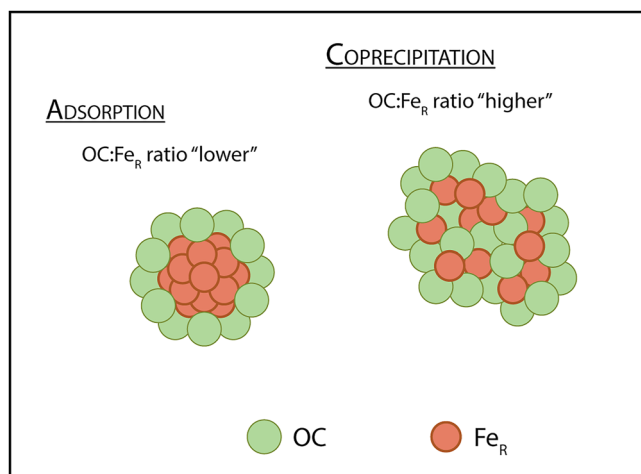 ADSORPTION
OC:FeR ratio "lower"
COPRECIPITATION
OC:FeR ratio "higher"
OC
FeR